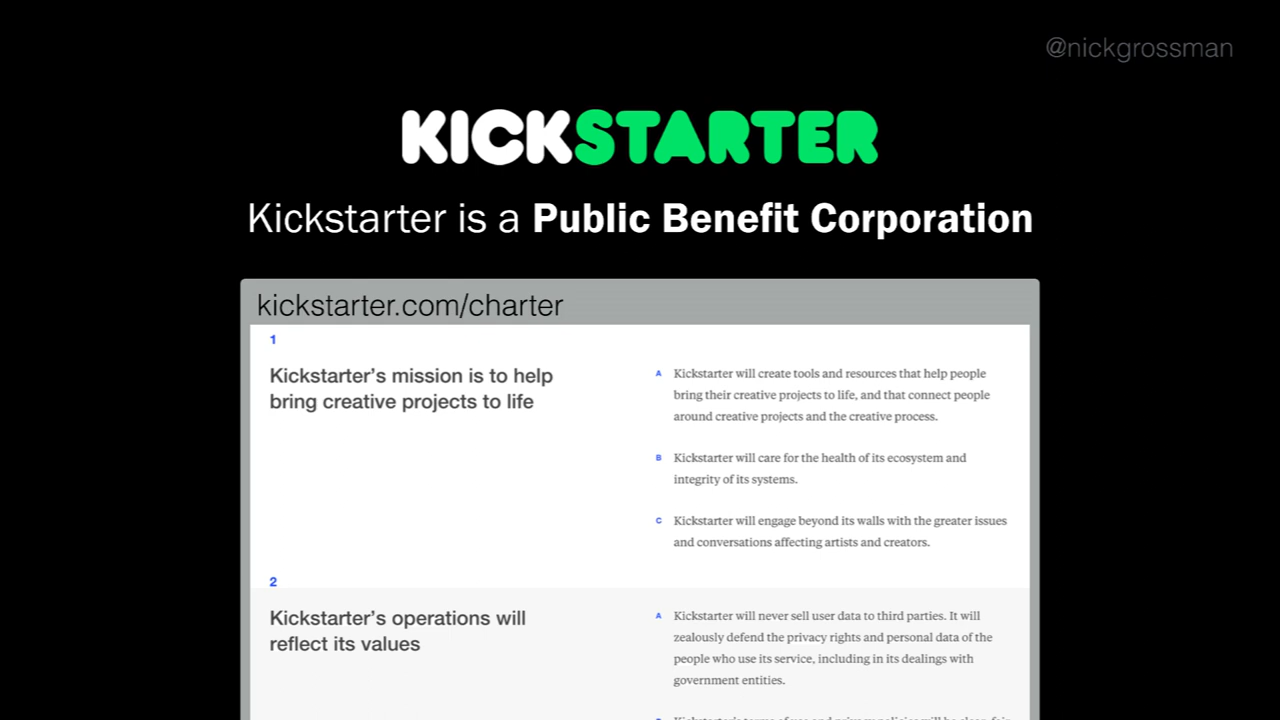 @nickgrossman
KICKSTARTER
Kickstarter is a Public Benefit Corporation
kickstarter.com/charter
1
Kickstarter’s mission is to help
bring creative projects to life
A Kickstarter will create tools and resources that help people
bring their creative projects to life, and that connect people
around creative projects and the creative process.
B Kickstarter will care for the health of its ecosystem and
integrity of its systems.
C Kickstarter will engage beyond its walls with the greater issues
and conversations affecting artists and creators.
2
Kickstarter’s operations will
reflect its values
A Kickstarter will never sell user data to third parties. It will
zealously defend the privacy rights and personal data of the
people who use its service, including in its dealings with
government entities.